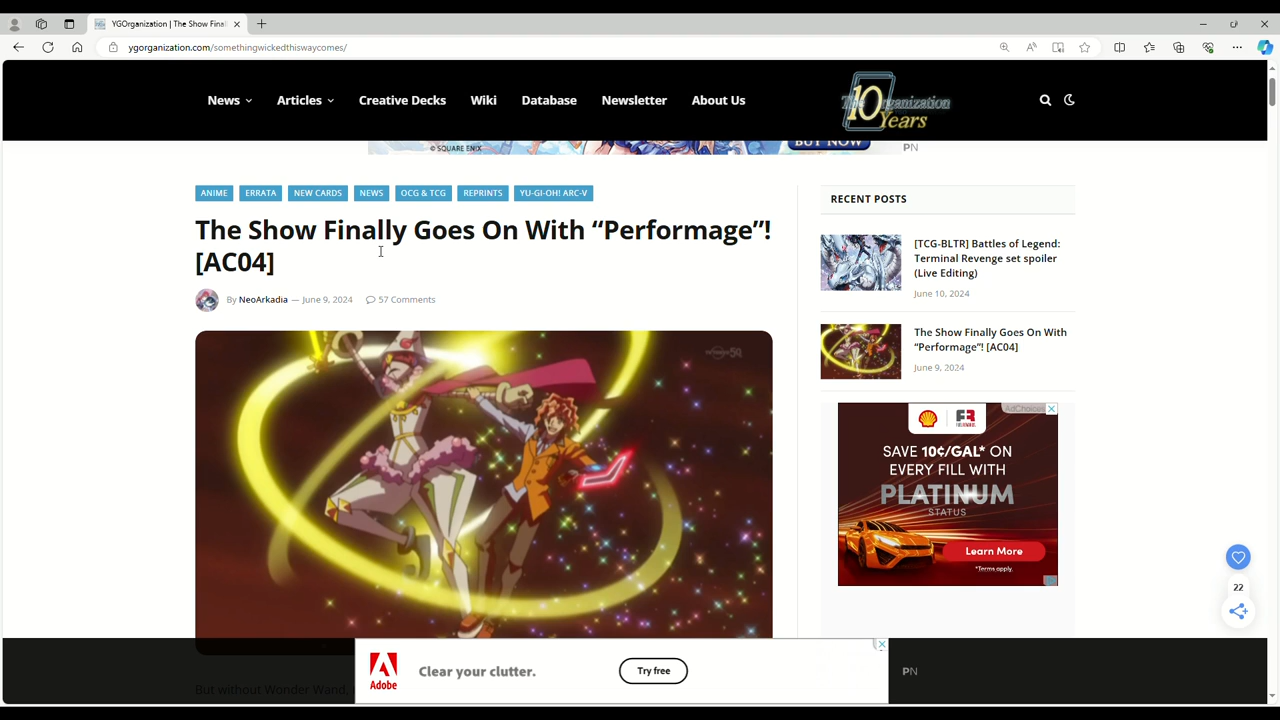 YGOrganization | The Show Final
ygorganization.com/somethingwickedthiswaycomes/
News
Articles
Creative Decks
Wiki
Database
Newsletter
About Us
The Organization
10 Years
© SQUARE ENIX
BUY NOW
PN
ANIME
ERRATA
NEW CARDS
NEWS
OCG & TCG
REPRINTS
YU-GI-OH! ARC-V
The Show Finally Goes On With “Performage”!
[AC04]
By NeoArkadia — June 9, 2024 57 Comments
But without Wonder Wand,
RECENT POSTS
[TCG-BLTR] Battles of Legend:
Terminal Revenge set spoiler
(Live Editing)
June 10, 2024
The Show Finally Goes On With
“Performage”! [AC04]
June 9, 2024
AdChoices
SAVE 10¢/GAL* ON
EVERY FILL WITH
PLATINUM
STATUS
Learn More
*Terms apply.
22
Adobe
Clear your clutter.
Try free
PN